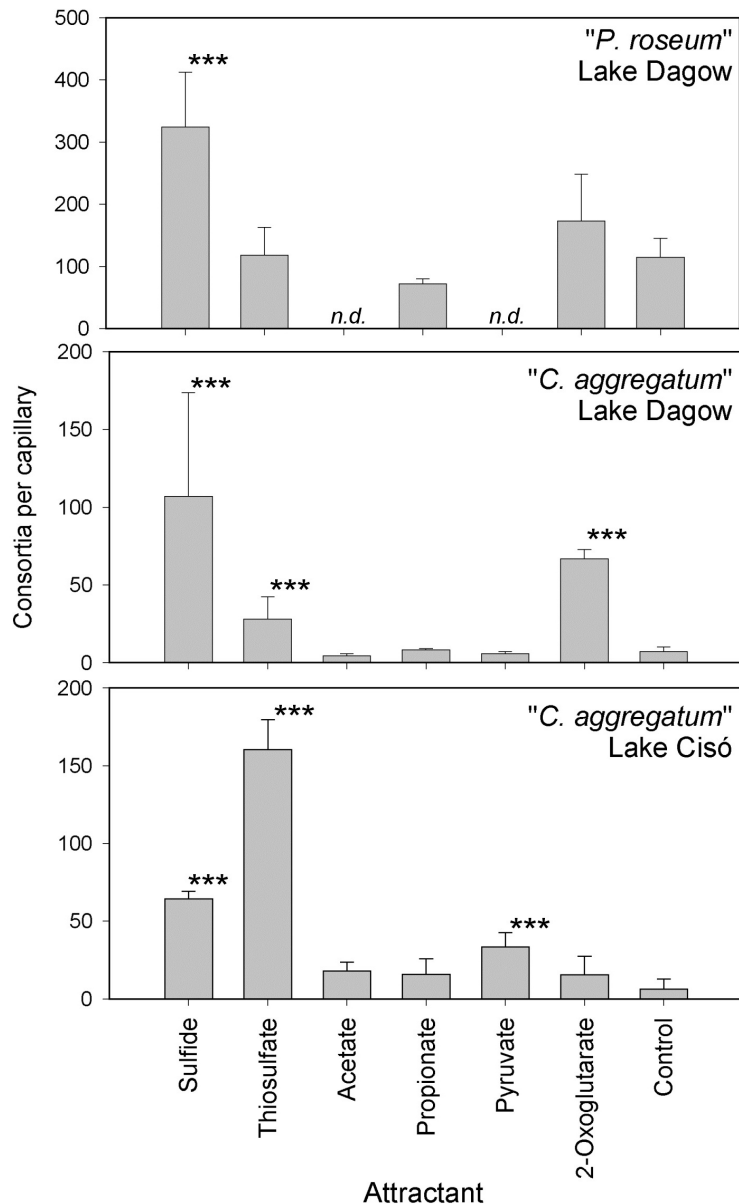 Consortia per capillary
500
400
300
200
100
0
***
n.d.
n.d.
"P. roseum"
Lake Dagow
200
150
100
50
0
***
***
***
"C. aggregatum"
Lake Dagow
200
150
100
50
0
***
***
***
"C. aggregatum"
Lake Cisó
Sulfide
Thiosulfate
Acetate
Propionate
Pyruvate
2-Oxoglutarate
Control
Attractant